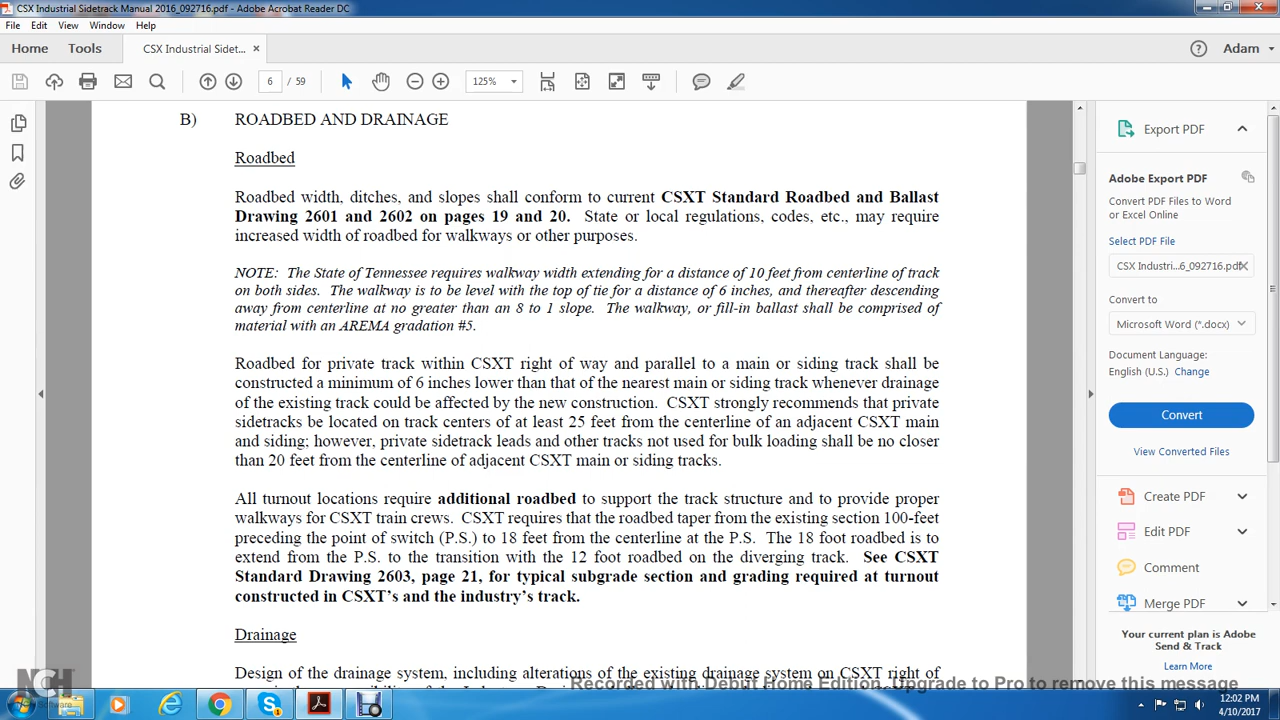 CSX Industrial Sidetrack Manual 2016_092716.pdf - Adobe Acrobat Reader DC
File Edit View Window Help
Home Tools CSX Industrial Sidet... × Adam
6 / 59 125%
B) ROADBED AND DRAINAGE
Roadbed
Roadbed width, ditches, and slopes shall conform to current CSXT Standard Roadbed and Ballast
Drawing 2601 and 2602 on pages 19 and 20. State or local regulations, codes, etc., may require
increased width of roadbed for walkways or other purposes.
NOTE: The State of Tennessee requires walkway width extending for a distance of 10 feet from centerline of track
on both sides. The walkway is to be level with the top of tie for a distance of 6 inches, and thereafter descending
away from centerline at no greater than an 8 to 1 slope. The walkway, or fill-in ballast shall be comprised of
material with an AREMA gradation #5.
Roadbed for private track within CSXT right of way and parallel to a main or siding track shall be
constructed a minimum of 6 inches lower than that of the nearest main or siding track whenever drainage
of the existing track could be affected by the new construction. CSXT strongly recommends that private
sidetracks be located on track centers of at least 25 feet from the centerline of an adjacent CSXT main
and siding; however, private sidetrack leads and other tracks not used for bulk loading shall be no closer
than 20 feet from the centerline of adjacent CSXT main or siding tracks.
All turnout locations require additional roadbed to support the track structure and to provide proper
walkways for CSXT train crews. CSXT requires that the roadbed taper from the existing section 100-feet
preceding the point of switch (P.S.) to 18 feet from the centerline at the P.S. The 18 foot roadbed is to
extend from the P.S. to the transition with the 12 foot roadbed on the diverging track. See CSXT
Standard Drawing 2603, page 21, for typical subgrade section and grading required at turnout
constructed in CSXT's and the industry's track.
Drainage
Design of the drainage system, including alterations of the existing drainage system on CSXT right of
Export PDF
Adobe Export PDF
Convert PDF Files to Word
or Excel Online
Select PDF File
CSX Industri...6_092716.pdf
Convert to
Microsoft Word (*.docx)
Document Language:
English (U.S.) Change
Convert
View Converted Files
Create PDF
Edit PDF
Comment
Merge PDF
Your current plan is Adobe
Send & Track
Learn More
NCH Software
Recorded with Debut Home Edition. Upgrade to Pro to remove this message
12:02 PM
4/10/2017